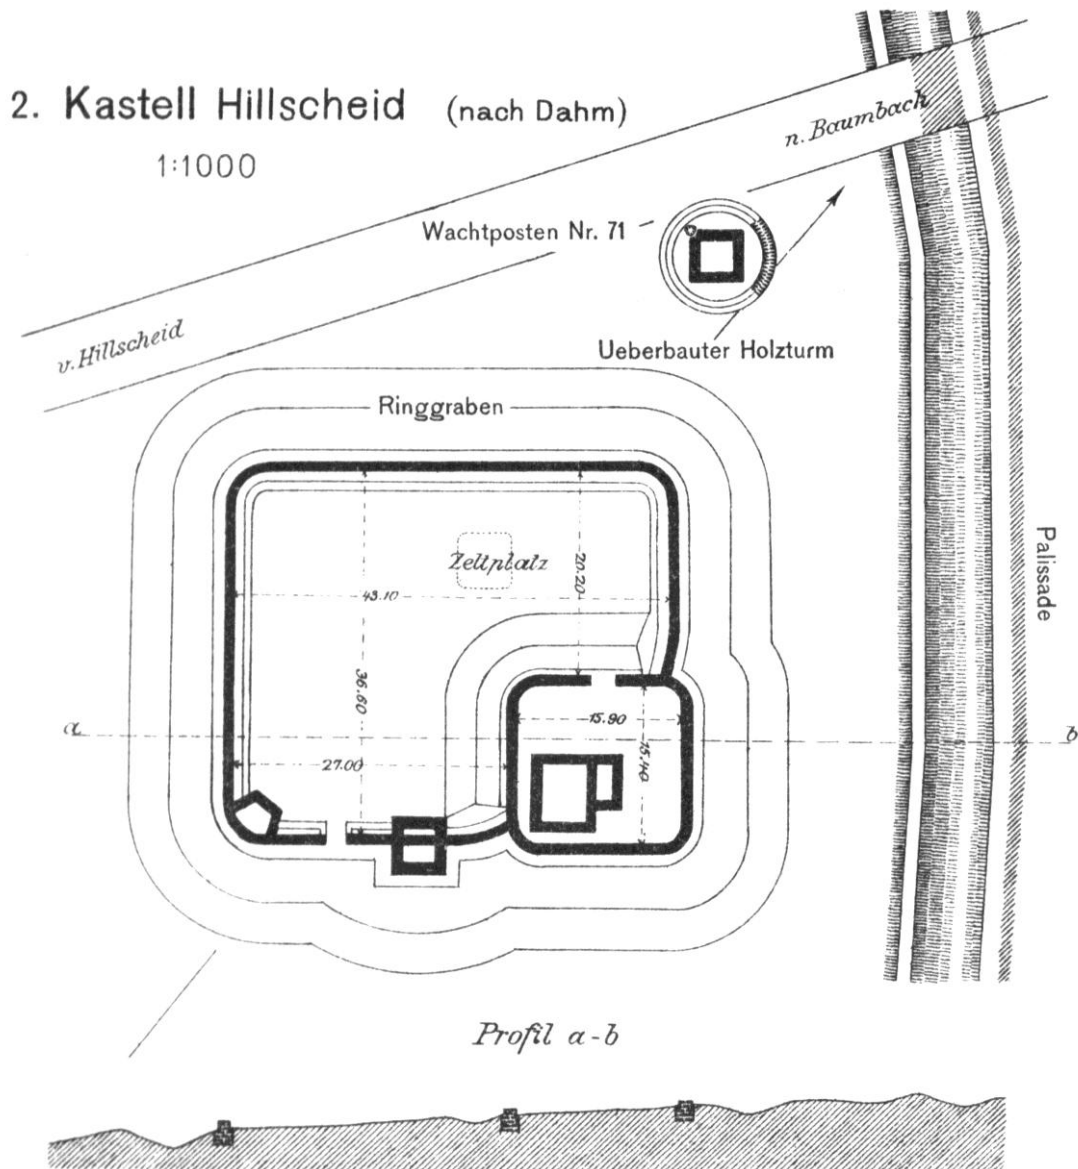 2. Kastell Hillscheid (nach Dahm)
1:1000
n. Baumbach
Wachtposten Nr. 71
v. Hillscheid
Ueberbauter Holzturm
Ringgraben
Palissade
Zeltplatz
20.20
43.10
36.60
15.90
a
b
27.00
15.40
Profil a-b